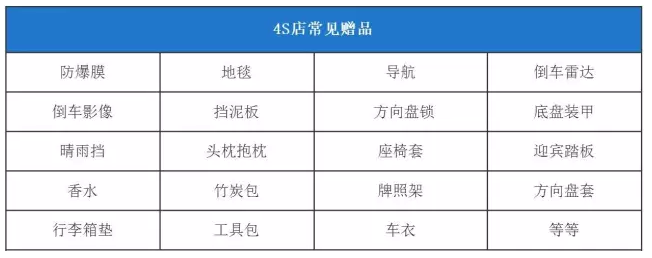 4S店常见赠品
防爆膜 地毯 导航 倒车雷达
倒车影像 挡泥板 方向盘锁 底盘装甲
晴雨挡 头枕抱枕 座椅套 迎宾踏板
香水 竹炭包 牌照架 方向盘套
行李箱垫 工具包 车衣 等等